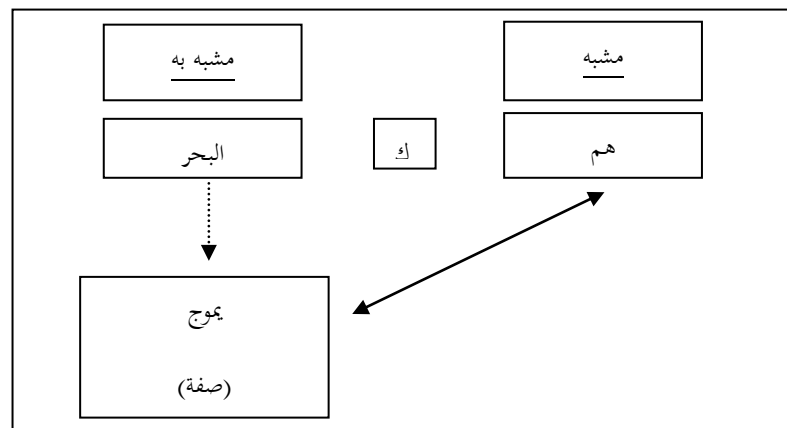 مشبه
مشبه به
هم
ك
البحر
يموج
(صفة)